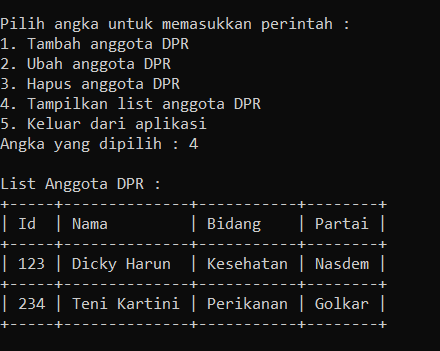 Pilih angka untuk memasukkan perintah :
1. Tambah anggota DPR
2. Ubah anggota DPR
3. Hapus anggota DPR
4. Tampilkan list anggota DPR
5. Keluar dari aplikasi
Angka yang dipilih : 4

List Anggota DPR :
+-----+--------------+-----------+--------+
| Id  | Nama         | Bidang    | Partai |
+-----+--------------+-----------+--------+
| 123 | Dicky Harun  | Kesehatan | Nasdem |
+-----+--------------+-----------+--------+
| 234 | Teni Kartini | Perikanan | Golkar |
+-----+--------------+-----------+--------+